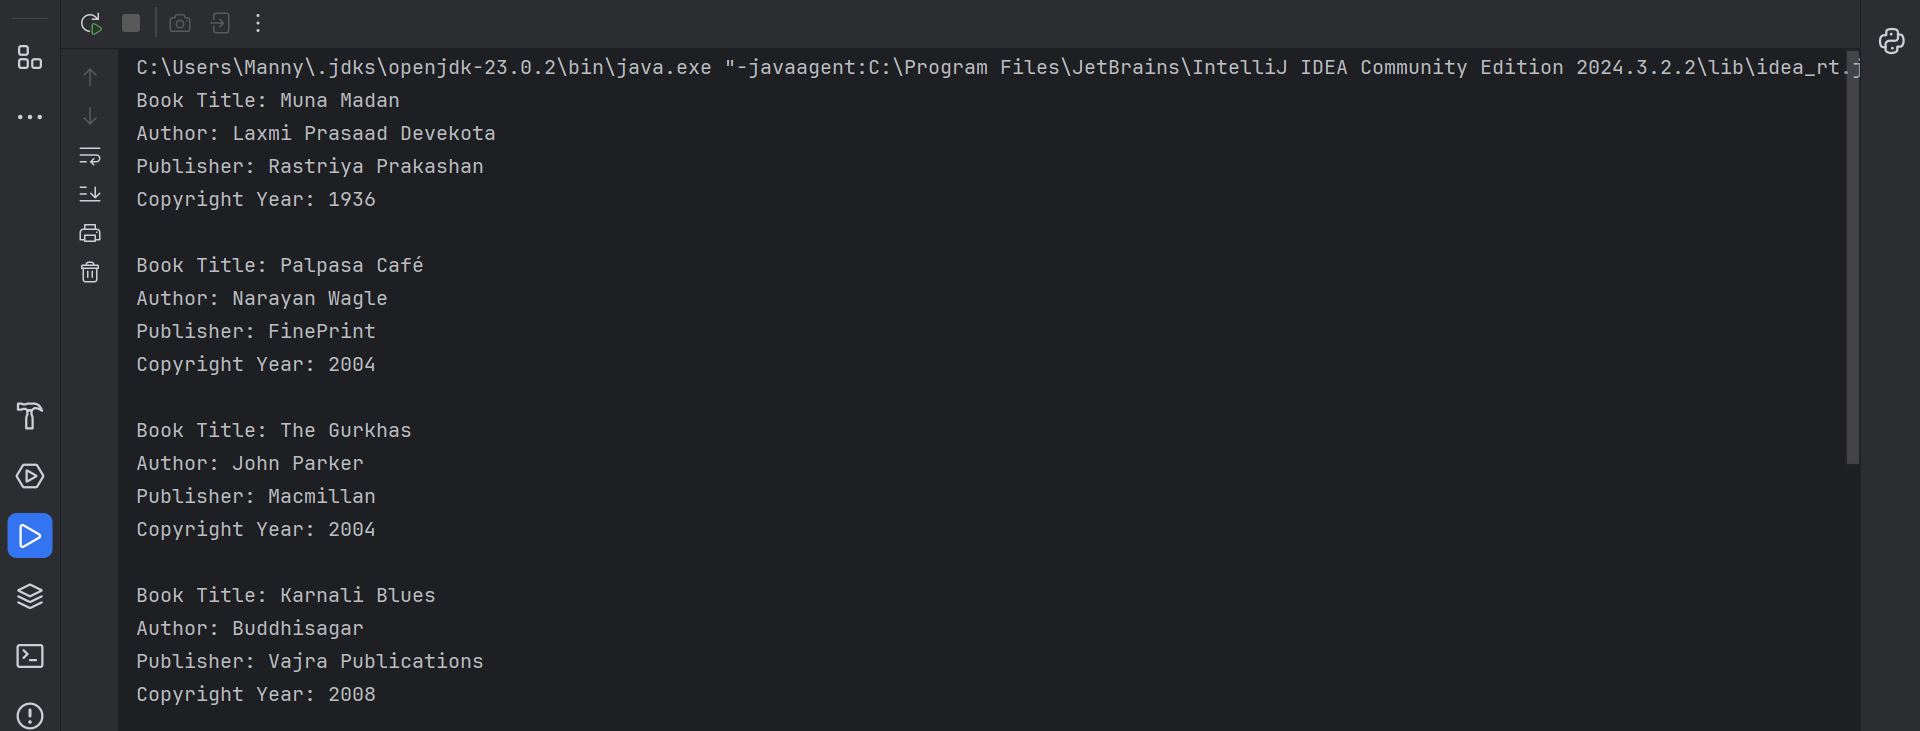 C:\Users\Manny\.jdks\openjdk-23.0.2\bin\java.exe "-javaagent:C:\Program Files\JetBrains\IntelliJ IDEA Community Edition 2024.3.2.2\lib\idea_rt.j
Book Title: Muna Madan
Author: Laxmi Prasaad Devekota
Publisher: Rastriya Prakashan
Copyright Year: 1936
Book Title: Palpasa Café
Author: Narayan Wagle
Publisher: FinePrint
Copyright Year: 2004
Book Title: The Gurkhas
Author: John Parker
Publisher: Macmillan
Copyright Year: 2004
Book Title: Karnali Blues
Author: Buddhisagar
Publisher: Vajra Publications
Copyright Year: 2008